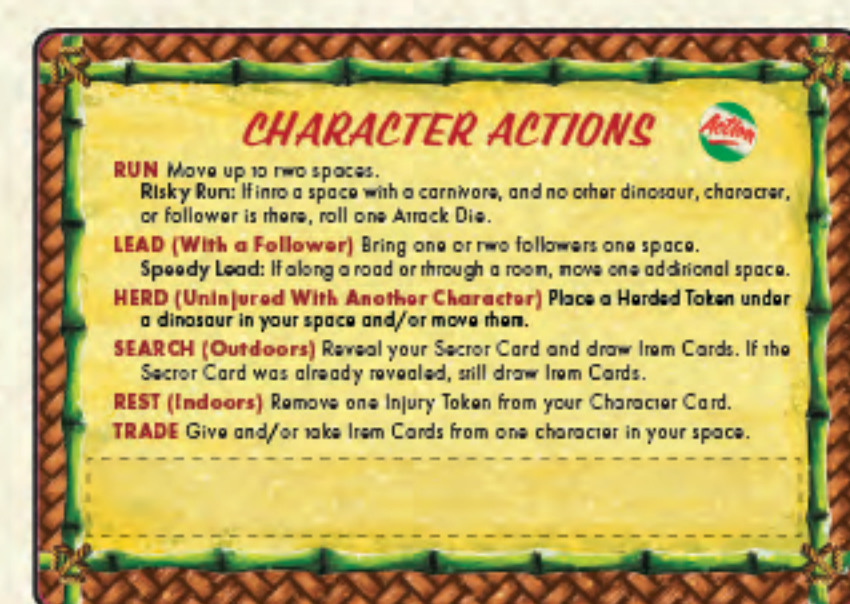 CHARACTER ACTIONS
Action
RUN Move up to two spaces.
Risky Run: If into a space with a carnivore, and no other dinosaur, character,
or follower is there, roll one Attack Die.
LEAD (With a Follower) Bring one or two followers one space.
Speedy Lead: If along a road or through a room, move one additional space.
HERD (Uninjured With Another Character) Place a Herded Token under
a dinosaur in your space and/or move them.
SEARCH (Outdoors) Reveal your Sector Card and draw Item Cards. If the
Sector Card was already revealed, still draw Item Cards.
REST (Indoors) Remove one Injury Token from your Character Card.
TRADE Give and/or take Item Cards from one character in your space.